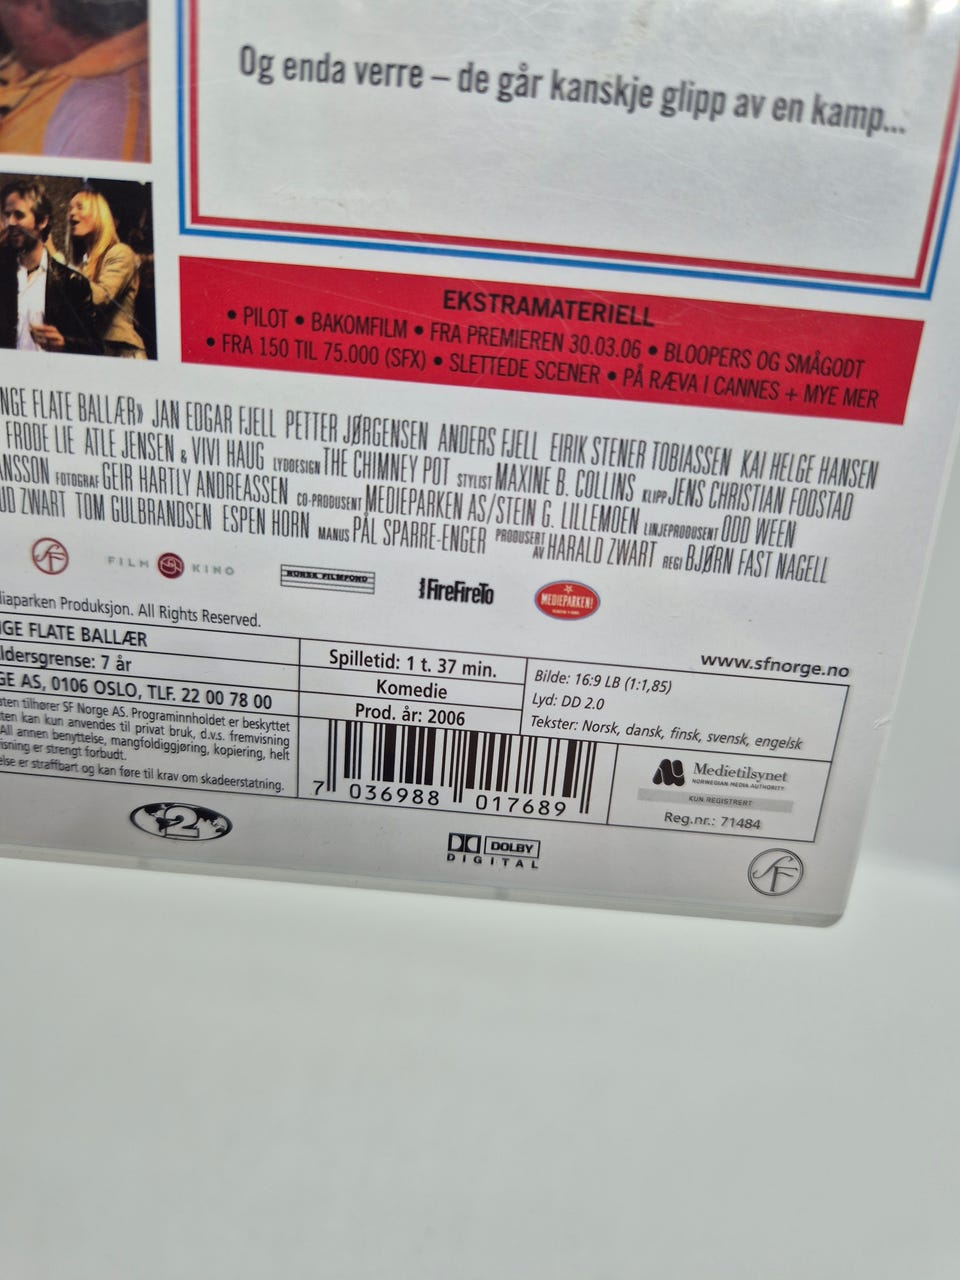 Og enda verre – de går kanskje glipp av en kamp...
EKSTRAMATERIELL
• PILOT • BAKOMFILM • FRA PREMIEREN 30.03.06 • BLOOPERS OG SMÅGODT
• FRA 150 TIL 75.000 (SFX) • SLETTEDE SCENER • PÅ RÆVA I CANNES + MYE MER
NGE FLATE BALLÆR» JAN EDGAR FJELL PETTER JØRGENSEN ANDERS FJELL EIRIK STENER TOBIASSEN KAI HELGE HANSEN
FRODE LIE ATLE JENSEN & VIVI HAUG LYDDESIGN THE CHIMNEY POT STYLIST MAXINE B. COLLINS KLIPP JENS CHRISTIAN FODSTAD
ANSSON FOTOGRAF GEIR HARTLY ANDREASSEN CO-PRODUSENT MEDIEPARKEN AS/STEIN G. LILLEMOEN LINJEPRODUSENT ODD WEEN
UD ZWART TOM GULBRANDSEN ESPEN HORN MANUS PÅL SPARRE-ENGER PRODUSERT AV HARALD ZWART REGI BJØRN FAST NAGELL
SF FILM KINO NORSK FILMFOND FireFireTo MEDIEPARKEN!
diaparken Produksjon. All Rights Reserved.
www.sfnorge.no
NGE FLATE BALLÆR
ldersgrense: 7 år
GE AS, 0106 OSLO, TLF. 22 00 78 00
aten tilhører SF Norge AS. Programinnholdet er beskyttet
ten kan kun anvendes til privat bruk, d.v.s. fremvisning
All annen benyttelse, mangfoldiggjøring, kopiering, helt
isning er strengt forbudt.
else er straffbart og kan føre til krav om skadeerstatning.
Spilletid: 1 t. 37 min.
Komedie
Prod. år: 2006
Bilde: 16:9 LB (1:1,85)
Lyd: DD 2.0
Tekster: Norsk, dansk, finsk, svensk, engelsk
7 036988 017689
Medietilsynet
NORWEGIAN MEDIA AUTHORITY
KUN REGISTRERT
Reg.nr.: 71484
2
DOLBY
DIGITAL
SF